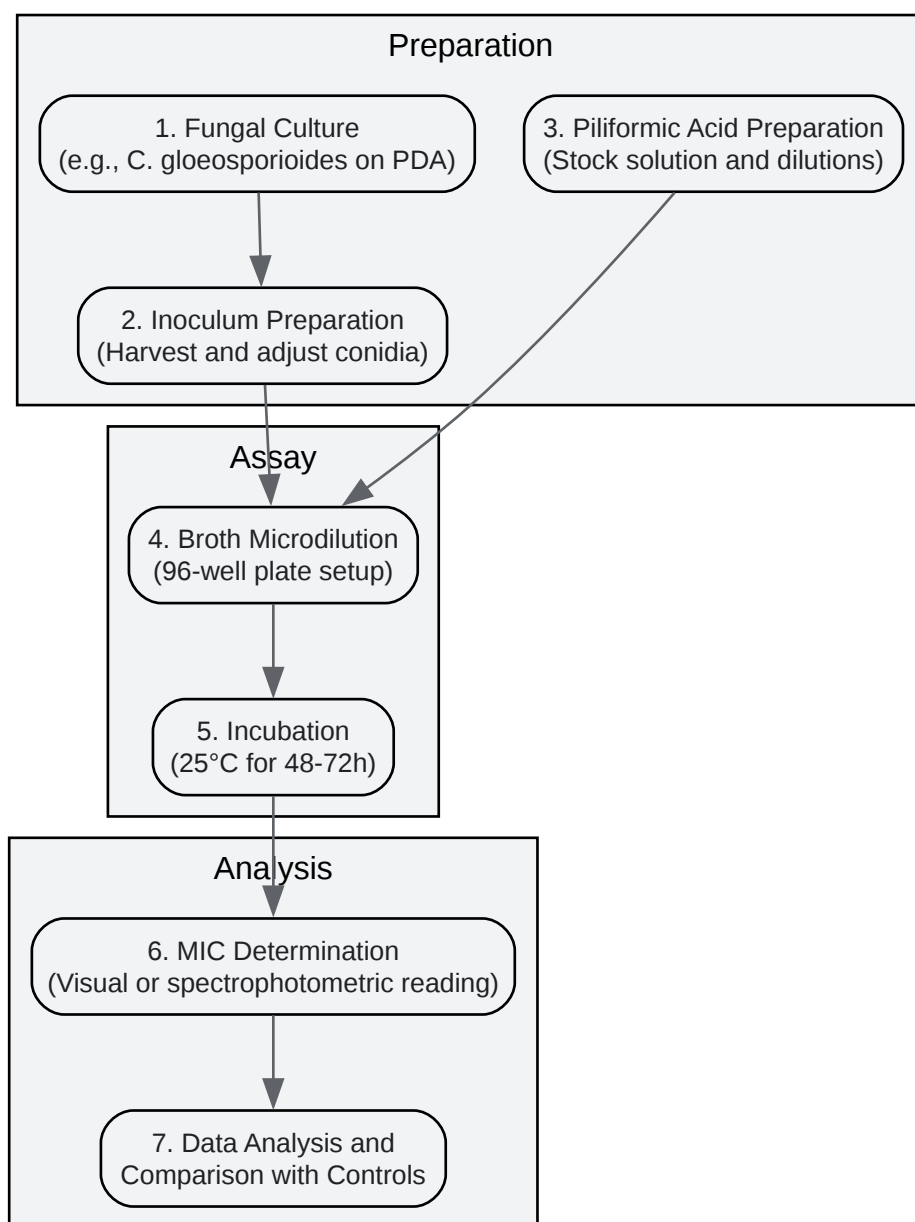 Preparation
1. Fungal Culture
(e.g., C. gloeosporioides on PDA)
3. Piliformic Acid Preparation
(Stock solution and dilutions)
2. Inoculum Preparation
(Harvest and adjust conidia)
Assay
4. Broth Microdilution
(96-well plate setup)
5. Incubation
(25°C for 48-72h)
Analysis
6. MIC Determination
(Visual or spectrophotometric reading)
7. Data Analysis and
Comparison with Controls